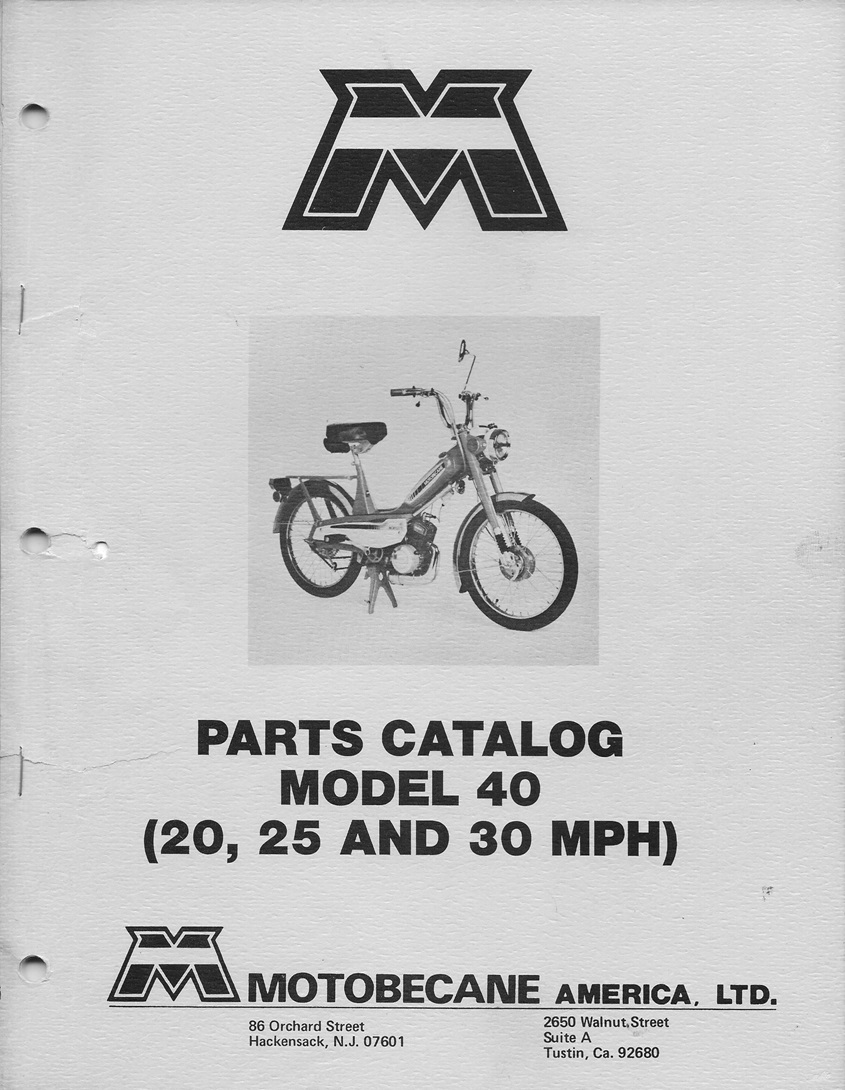 PARTS CATALOG
MODEL 40
(20, 25 AND 30 MPH)
MOTOBECANE AMERICA, LTD.
86 Orchard Street
Hackensack, N.J. 07601
2650 Walnut Street
Suite A
Tustin, Ca. 92680